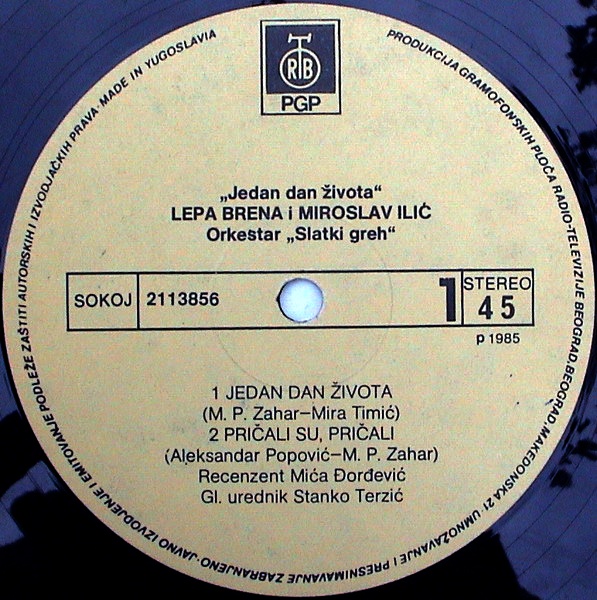 RTB
PGP
PRODUKCIJA GRAMOFONSKIH PLOČA RADIO-TELEVIZIJE BEOGRAD, BEOGRAD, MAKEDONSKA 21 · UMNOŽAVANJE I PRESNIMAVANJE ZABRANJENO · JAVNO IZVODJENJE I EMITOVANJE PODLEŽE ZAŠTITI AUTORSKIH I IZVODJAČKIH PRAVA · MADE IN YUGOSLAVIA
„Jedan dan života“
LEPA BRENA i MIROSLAV ILIĆ
Orkestar „Slatki greh“
SOKOJ 2113856 1 STEREO
45
p 1985
1 JEDAN DAN ŽIVOTA
(M. P. Zahar—Mira Timić)
2 PRIČALI SU, PRIČALI
(Aleksandar Popović—M. P. Zahar)
Recenzent Mića Đorđević
Gl. urednik Stanko Terzić